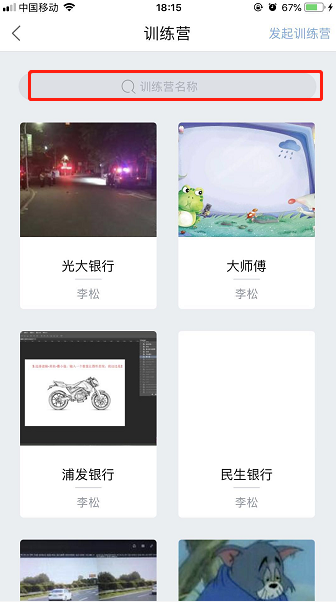 中国移动 18:15 67%
训练营 发起训练营
训练营名称
光大银行 大师傅
李松 李松
浦发银行 民生银行
李松 李松